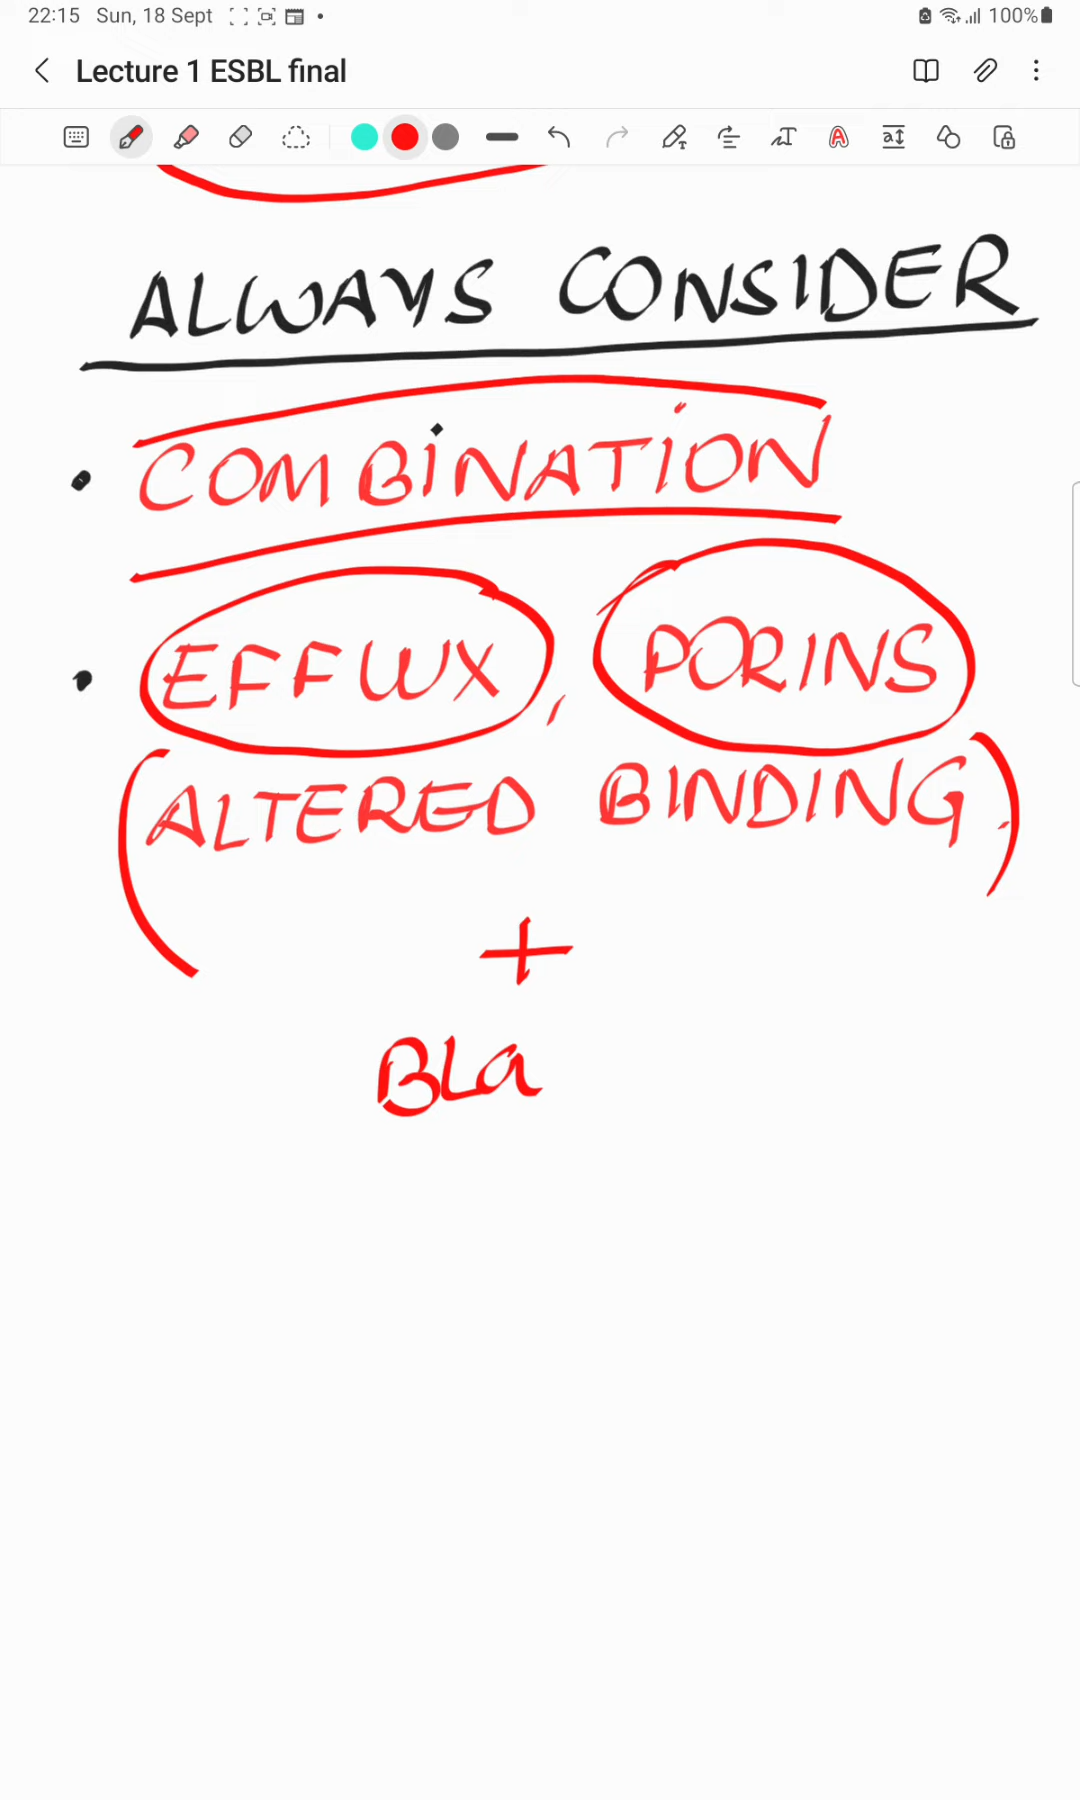 22:15 Sun, 18 Sept 100%
Lecture 1 ESBL final
ALWAYS CONSIDER
• COMBINATION
• EFFLUX, PORINS
(ALTERED BINDING.)
+
BLa